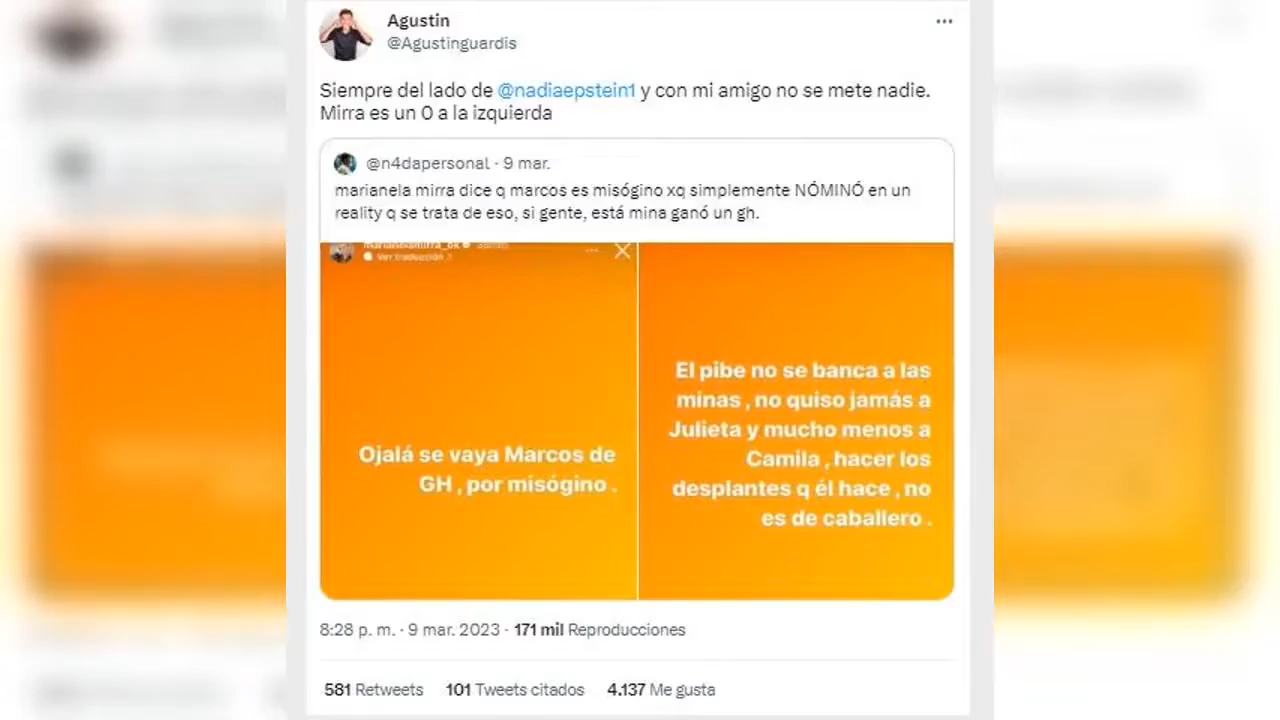 Agustin
@Agustinguardis
Siempre del lado de @nadiaepstein1 y con mi amigo no se mete nadie.
Mirra es un 0 a la izquierda
@n4dapersonal · 9 mar.
marianela mirra dice q marcos es misógino xq simplemente NÓMINÓ en un
reality q se trata de eso, si gente, está mina ganó un gh.
marianelamirra_ok
Ver traducción
Ojalá se vaya Marcos de
GH , por misógino .
El pibe no se banca a las
minas , no quiso jamás a
Julieta y mucho menos a
Camila , hacer los
desplantes q él hace , no
es de caballero .
8:28 p. m. · 9 mar. 2023 · 171 mil Reproducciones
581 Retweets 101 Tweets citados 4.137 Me gusta